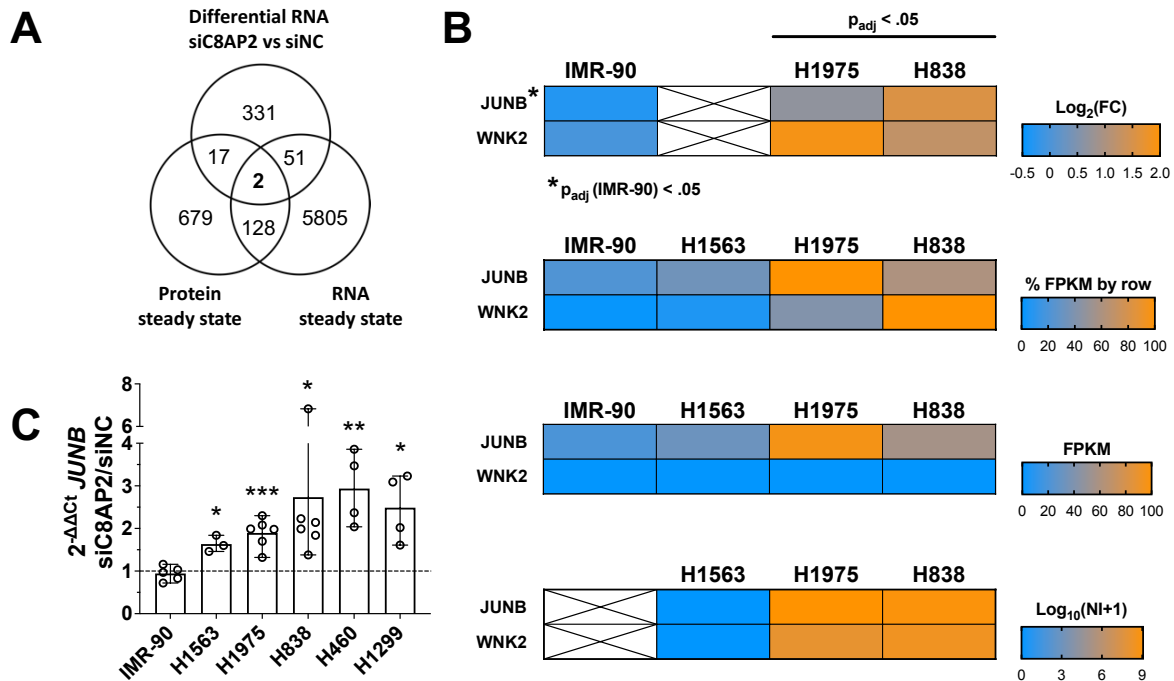 A
Differential RNA
siC8AP2 vs siNC
331
17
51
2
679
128
5805
Protein
steady state
RNA
steady state
B
p_adj < .05
IMR-90 H1975 H838
JUNB*
WNK2
* p_adj (IMR-90) < .05
Log₂(FC)
-0.5 0 0.5 1.0 1.5 2.0
IMR-90 H1563 H1975 H838
JUNB
WNK2
% FPKM by row
0 20 40 60 80 100
IMR-90 H1563 H1975 H838
JUNB
WNK2
FPKM
0 20 40 60 80 100
H1563 H1975 H838
JUNB
WNK2
Log₁₀(NI+1)
0 3 6 9
C
2^-ΔΔCt JUNB
siC8AP2/siNC
8
6
4
3
2
1
0
* *** * ** *
IMR-90 H1563 H1975 H838 H460 H1299